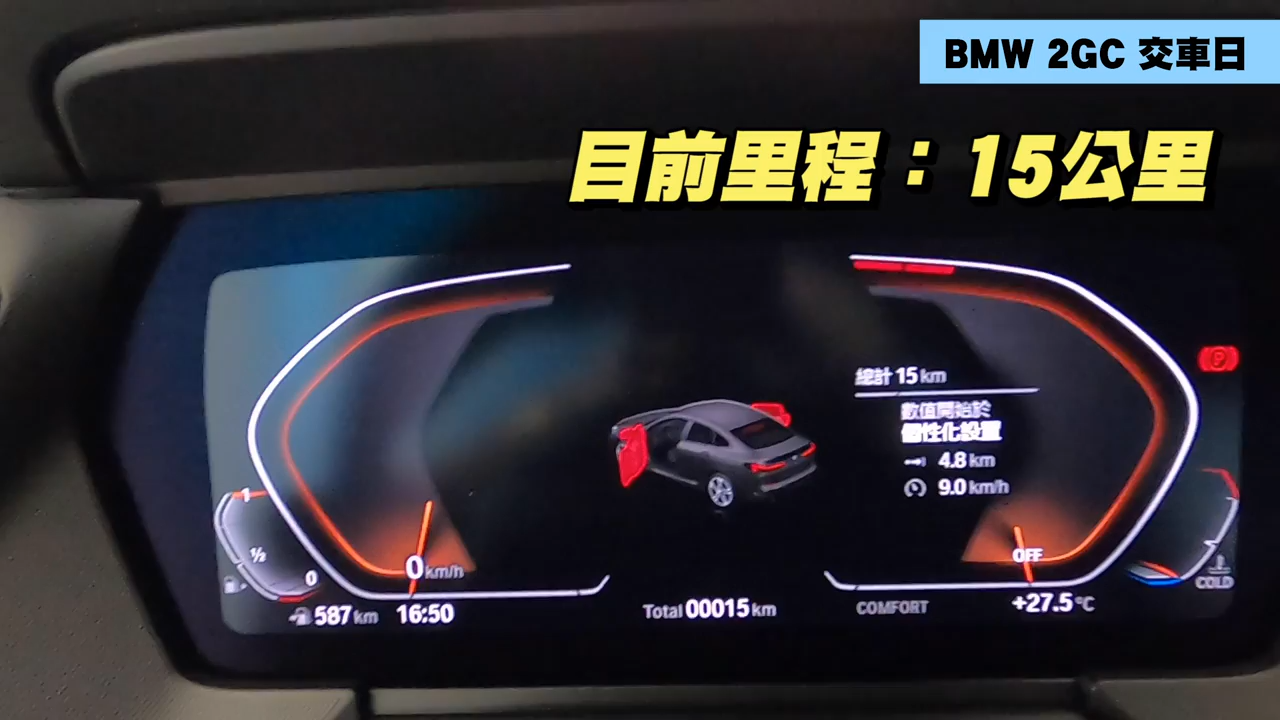 BMW 2GC 交車日
目前里程：15公里
總計 15 km
數值開始於
個性化設置
4.8 km
9.0 km/h
1
½
0
0 km/h
587 km 16:50
Total 00015 km
COMFORT
OFF
+27.5 °C
COLD
P